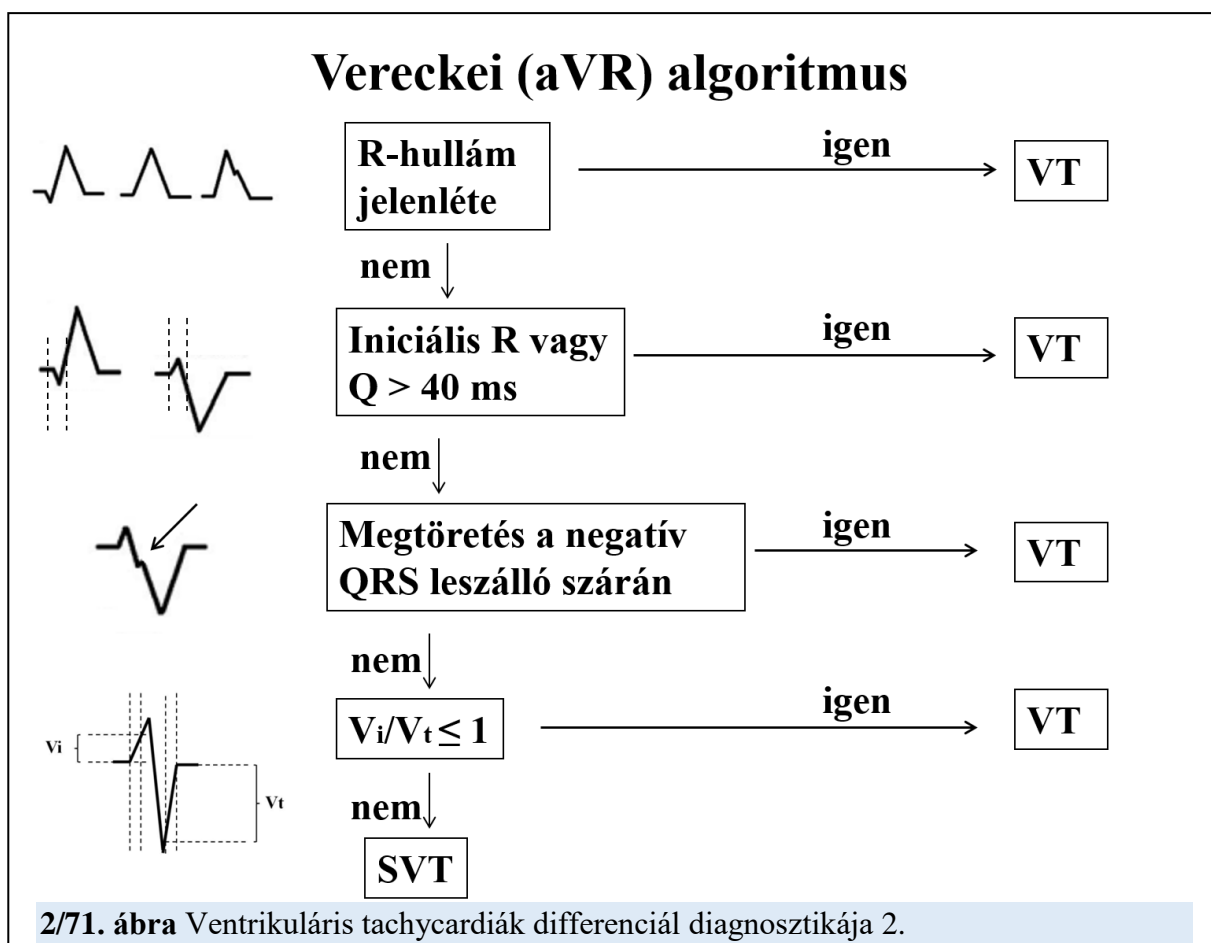 Vereckei (aVR) algoritmus
R-hullám
jelenléte
igen
VT
nem
Iniciális R vagy
Q > 40 ms
igen
VT
nem
Megtöretés a negatív
QRS leszálló szárán
igen
VT
nem
Vi
Vt
Vi/Vt ≤ 1
igen
VT
nem
SVT
2/71. ábra Ventrikuláris tachycardiák differenciál diagnosztikája 2.